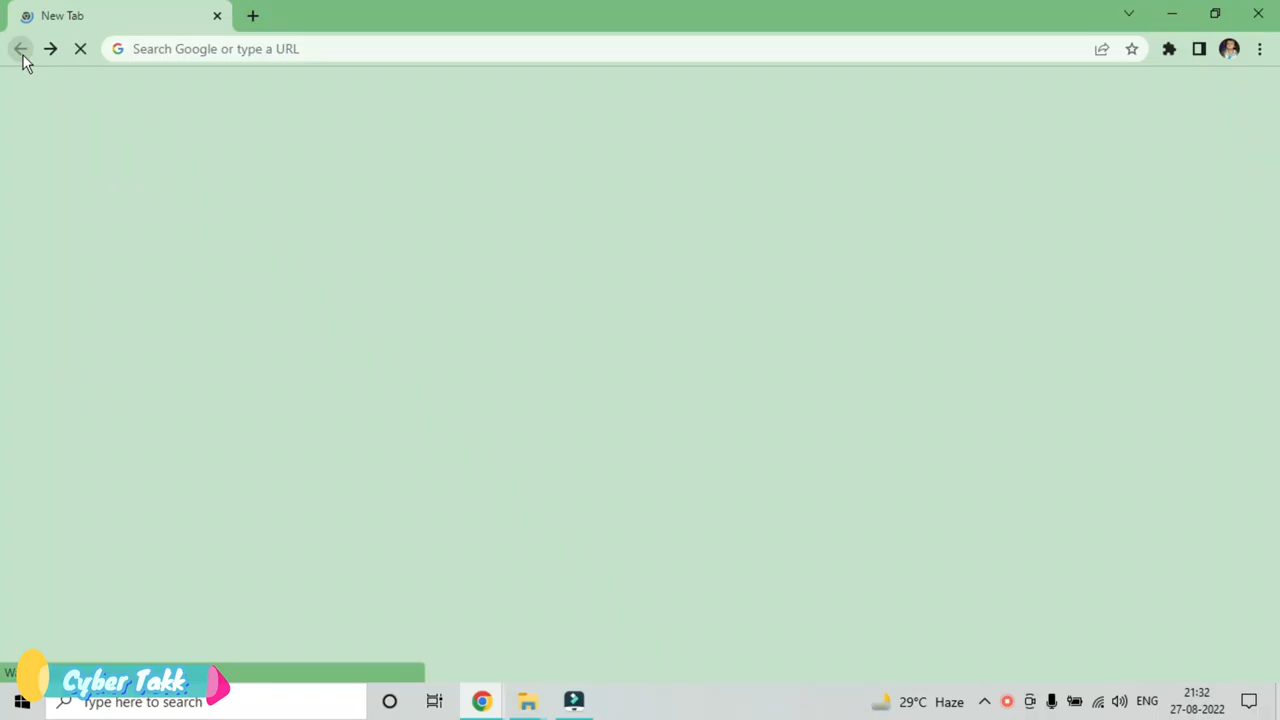 New Tab
Search Google or type a URL
Cyber Takk
Type here to search
29°C Haze
ENG
21:32
27-08-2022